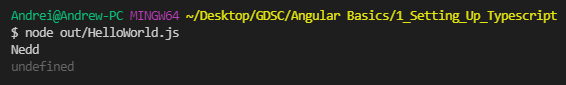 Andrei@Andrew-PC MINGW64 ~/Desktop/GDSC/Angular Basics/1_Setting_Up_Typescript
$ node out/HelloWorld.js
Nedd
undefined